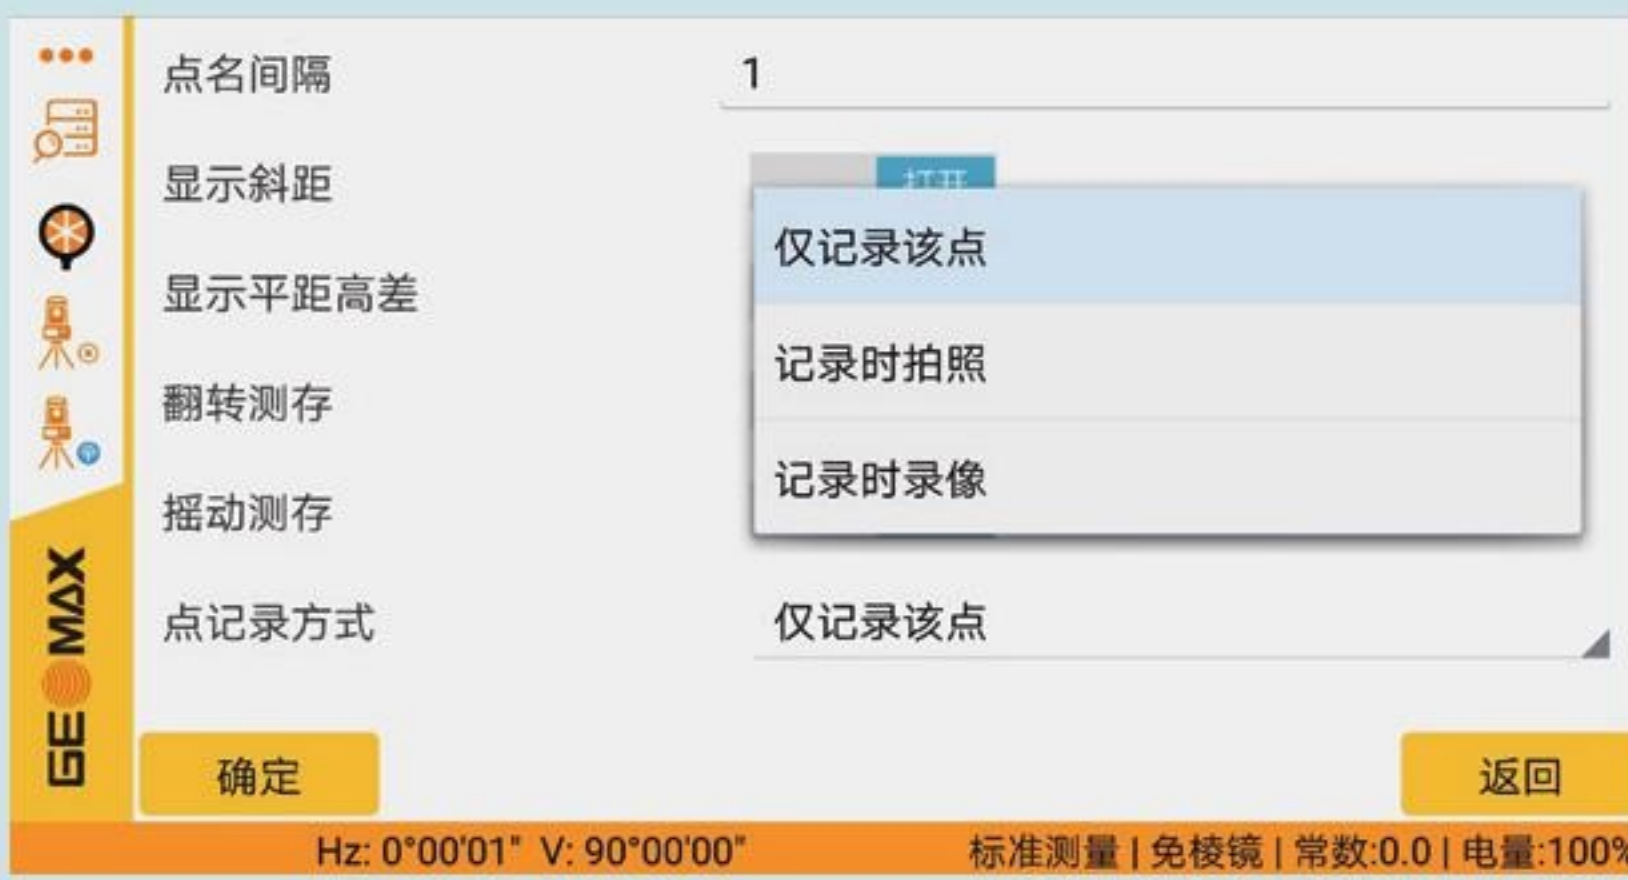 点名间隔 1
显示斜距 打开
仅记录该点
显示平距高差
记录时拍照
翻转测存
记录时录像
摇动测存
点记录方式 仅记录该点
确定 返回
GEOMAX
Hz: 0°00'01" V: 90°00'00" 标准测量 | 免棱镜 | 常数:0.0 | 电量:100%